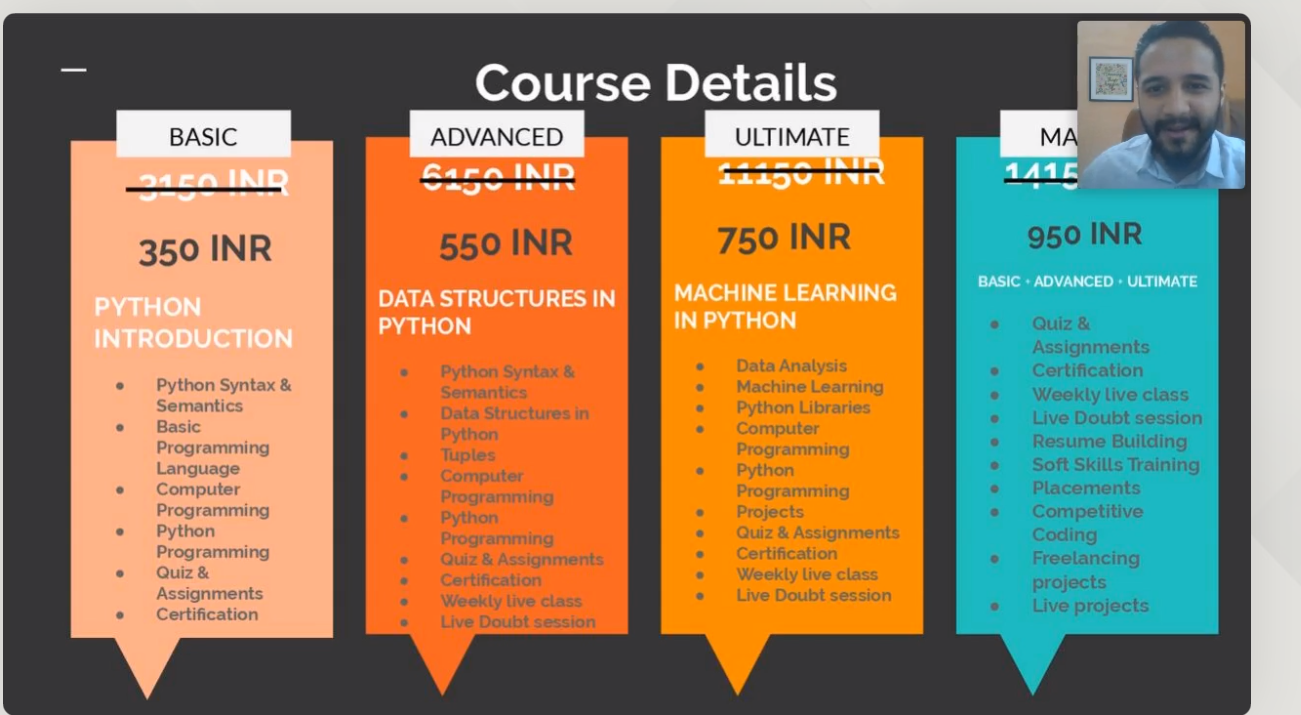 Course Details
BASIC
3150 INR
350 INR
PYTHON
INTRODUCTION
Python Syntax &
Semantics
Basic
Programming
Language
Computer
Programming
Python
Programming
Quiz &
Assignments
Certification
ADVANCED
6150 INR
550 INR
DATA STRUCTURES IN
PYTHON
Python Syntax &
Semantics
Data Structures in
Python
Tuples
Computer
Programming
Python
Programming
Quiz & Assignments
Certification
Weekly live class
Live Doubt session
ULTIMATE
11150 INR
750 INR
MACHINE LEARNING
IN PYTHON
Data Analysis
Machine Learning
Python Libraries
Computer
Programming
Python
Programming
Projects
Quiz & Assignments
Certification
Weekly live class
Live Doubt session
MA
1415
950 INR
BASIC + ADVANCED + ULTIMATE
Quiz &
Assignments
Certification
Weekly live class
Live Doubt session
Resume Building
Soft Skills Training
Placements
Competitive
Coding
Freelancing
projects
Live projects